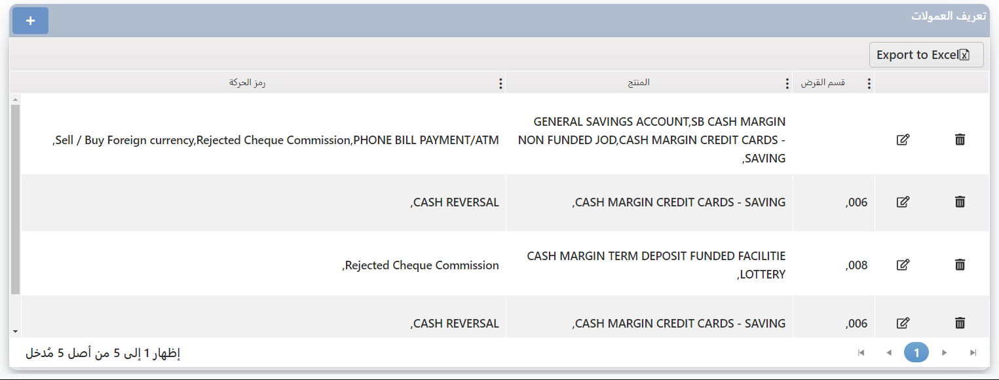 تعريف العمولات
+
Export to Excel
قسم القرض
المنتج
رمز الحركة
GENERAL SAVINGS ACCOUNT,SB CASH MARGIN
NON FUNDED JOD,CASH MARGIN CREDIT CARDS -
,SAVING
,Sell / Buy Foreign currency,Rejected Cheque Commission,PHONE BILL PAYMENT/ATM
,006
,CASH MARGIN CREDIT CARDS - SAVING
,CASH REVERSAL
,008
CASH MARGIN TERM DEPOSIT FUNDED FACILITIE
,LOTTERY
,Rejected Cheque Commission
,006
,CASH MARGIN CREDIT CARDS - SAVING
,CASH REVERSAL
1
إظهار 1 إلى 5 من أصل 5 مُدخل